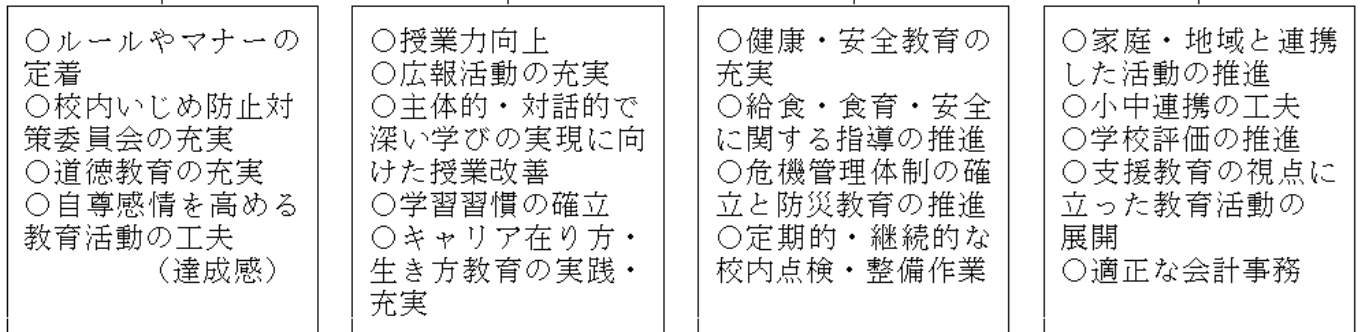 ○ルールやマナーの
定着
○校内いじめ防止対
策委員会の充実
○道徳教育の充実
○自尊感情を高める
教育活動の工夫
（達成感）
○授業力向上
○広報活動の充実
○主体的・対話的で
深い学びの実現に向
けた授業改善
○学習習慣の確立
○キャリア在り方・
生き方教育の実践・
充実
○健康・安全教育の
充実
○給食・食育・安全
に関する指導の推進
○危機管理体制の確
立と防災教育の推進
○定期的・継続的な
校内点検・整備作業
○家庭・地域と連携
した活動の推進
○小中連携の工夫
○学校評価の推進
○支援教育の視点に
立った教育活動の
展開
○適正な会計事務